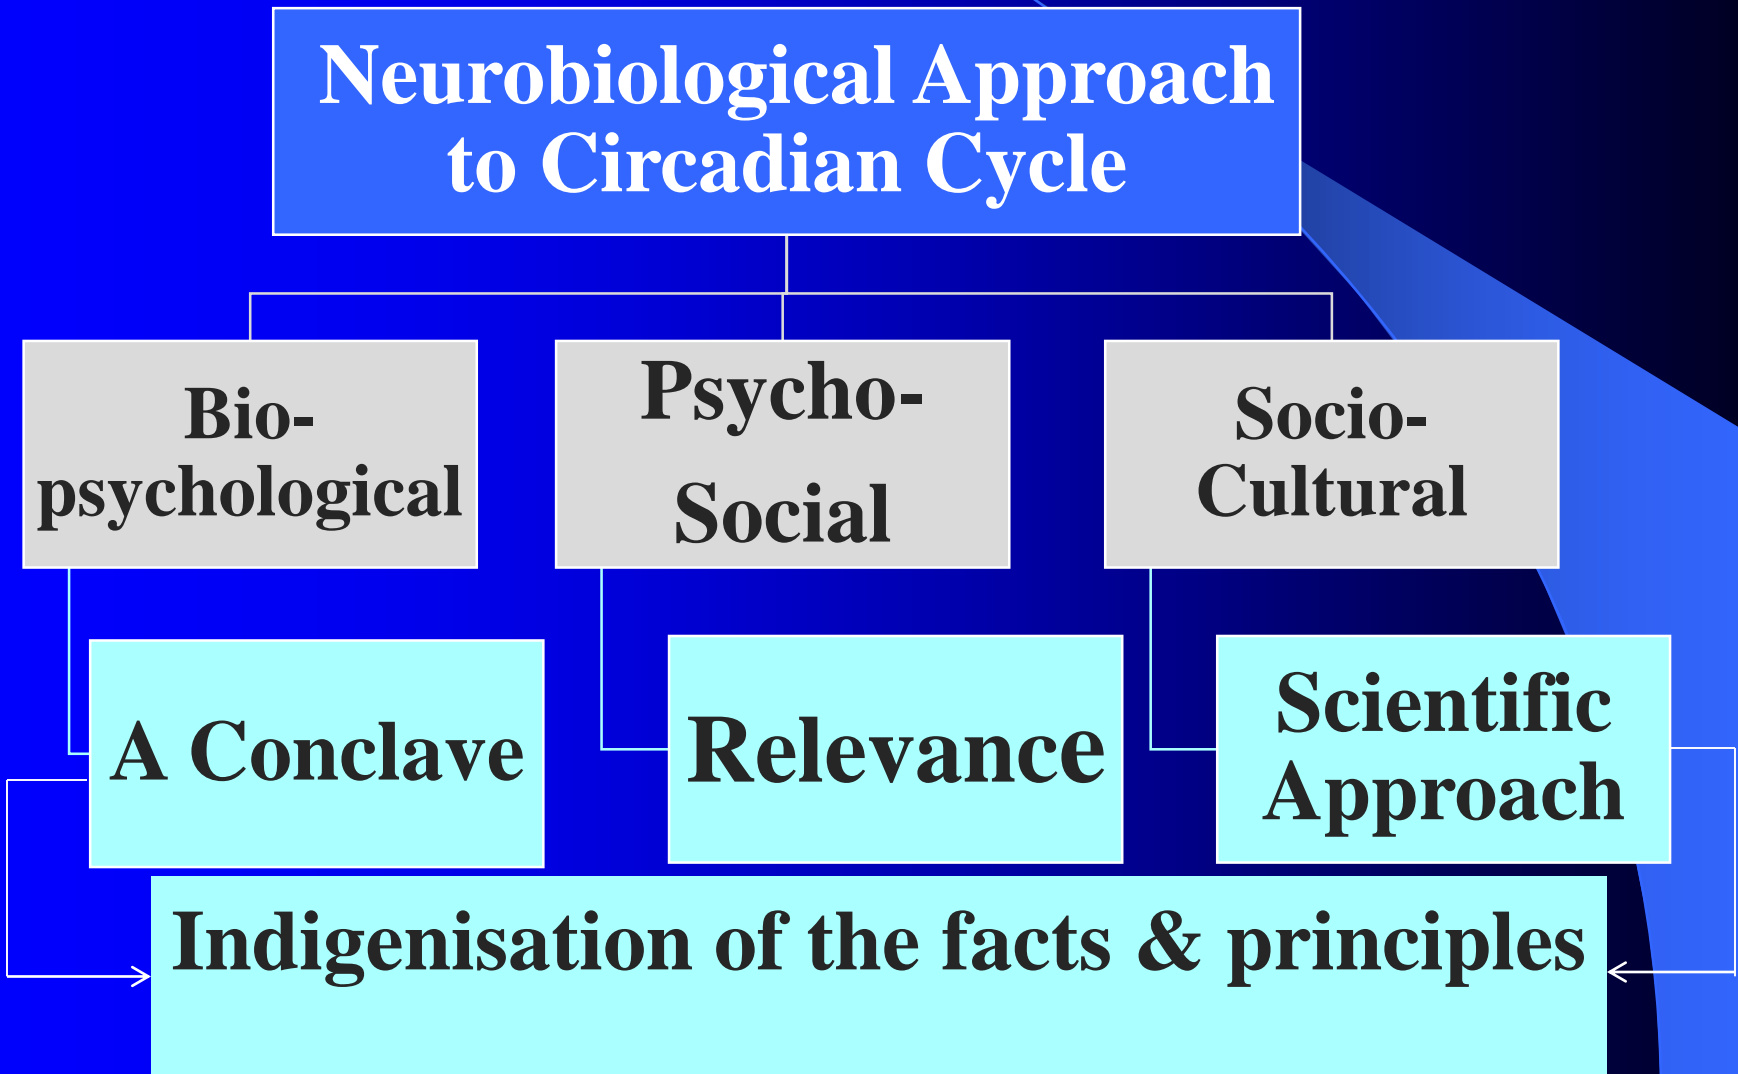 Neurobiological Approach
to Circadian Cycle
Bio-
psychological
Psycho-
Social
Socio-
Cultural
A Conclave
Relevance
Scientific
Approach
Indigenisation of the facts & principles